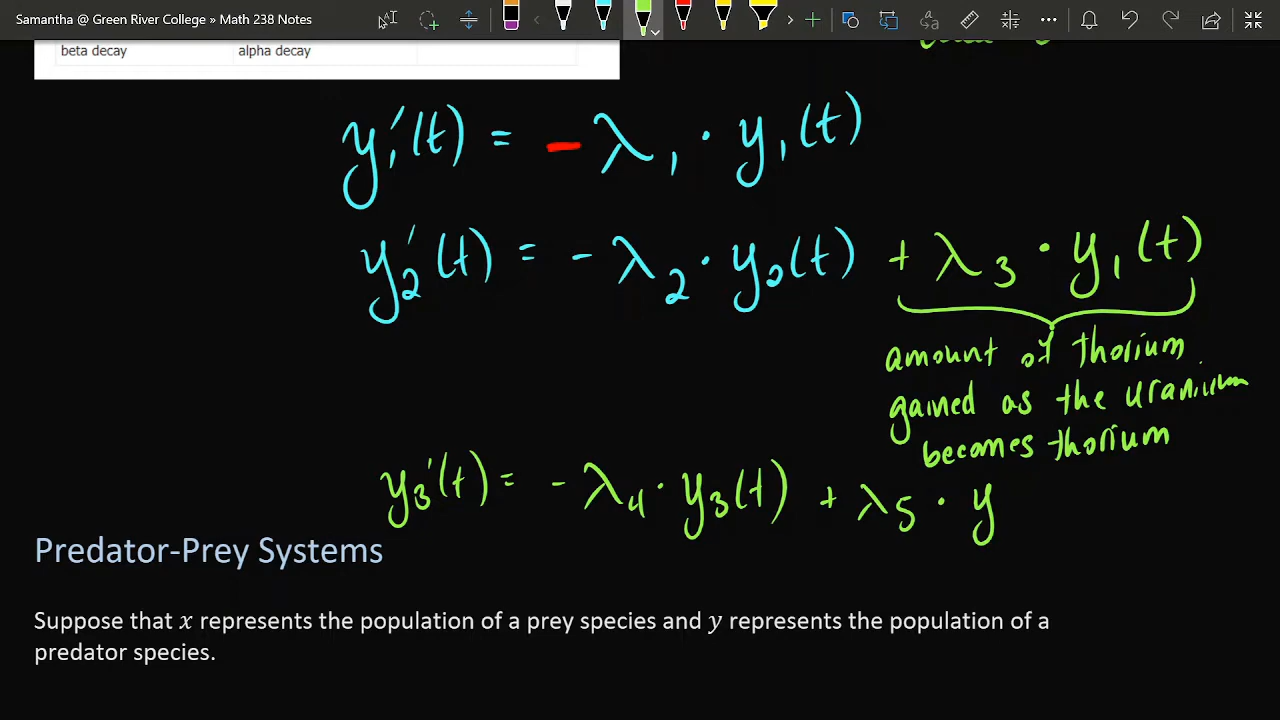 Samantha @ Green River College » Math 238 Notes
beta decay alpha decay
y₁'(t) = - λ₁ · y₁(t)
y₂'(t) = - λ₂ · y₂(t) + λ₃ · y₁(t)
amount of thorium
gained as the uranium
becomes thorium
y₃'(t) = - λ₄ · y₃(t) + λ₅ · y
Predator-Prey Systems
Suppose that x represents the population of a prey species and y represents the population of a
predator species.